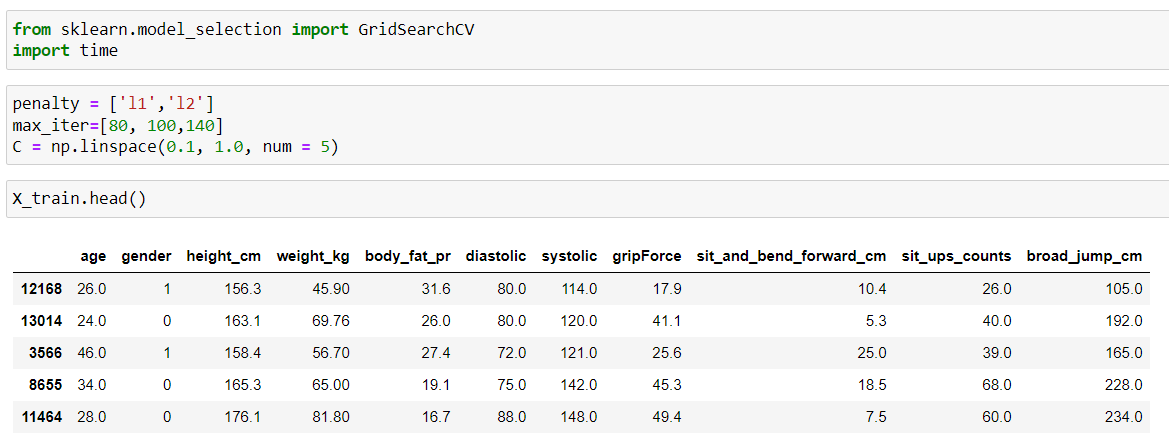 from sklearn.model_selection import GridSearchCV
import time
penalty = ['l1','l2']
max_iter=[80, 100,140]
C = np.linspace(0.1, 1.0, num = 5)
X_train.head()
age gender height_cm weight_kg body_fat_pr diastolic systolic gripForce sit_and_bend_forward_cm sit_ups_counts broad_jump_cm
12168 26.0 1 156.3 45.90 31.6 80.0 114.0 17.9 10.4 26.0 105.0
13014 24.0 0 163.1 69.76 26.0 80.0 120.0 41.1 5.3 40.0 192.0
3566 46.0 1 158.4 56.70 27.4 72.0 121.0 25.6 25.0 39.0 165.0
8655 34.0 0 165.3 65.00 19.1 75.0 142.0 45.3 18.5 68.0 228.0
11464 28.0 0 176.1 81.80 16.7 88.0 148.0 49.4 7.5 60.0 234.0